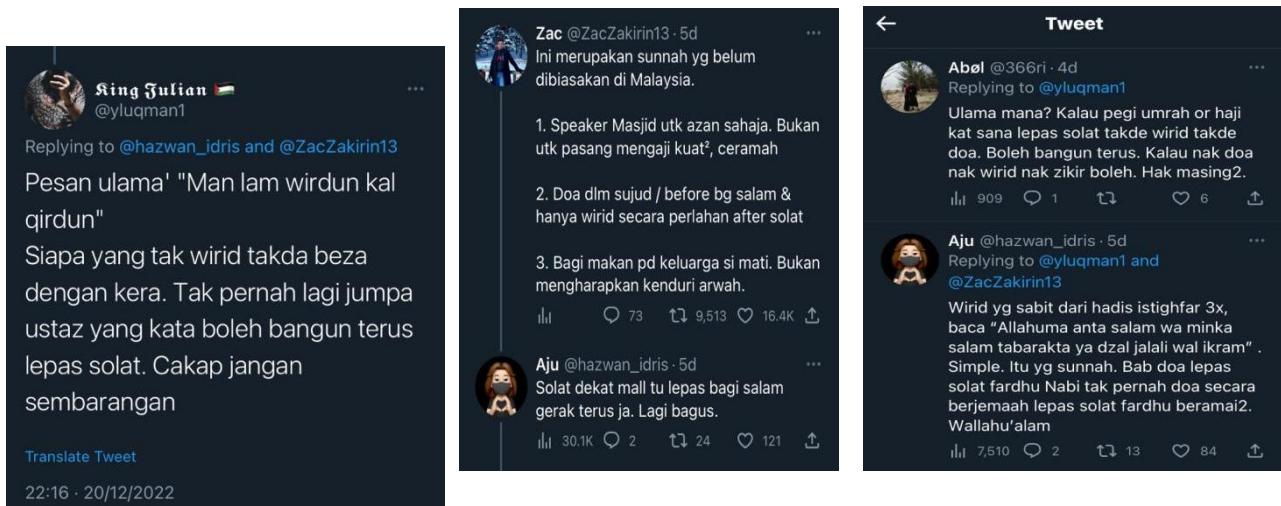 𝕶𝖎𝖓𝖌 𝕵𝖚𝖑𝖎𝖆𝖓 🇵🇸
@yluqman1
Replying to @hazwan_idris and @ZacZakirin13
Pesan ulama' "Man lam wirdun kal
qirdun"
Siapa yang tak wirid takda beza
dengan kera. Tak pernah lagi jumpa
ustaz yang kata boleh bangun terus
lepas solat. Cakap jangan
sembarangan
Translate Tweet
22:16 · 20/12/2022
Zac @ZacZakirin13 · 5d
Ini merupakan sunnah yg belum
dibiasakan di Malaysia.
1. Speaker Masjid utk azan sahaja. Bukan
utk pasang mengaji kuat², ceramah
2. Doa dlm sujud / before bg salam &
hanya wirid secara perlahan after solat
3. Bagi makan pd keluarga si mati. Bukan
mengharapkan kenduri arwah.
73 9,513 16.4K
Aju @hazwan_idris · 5d
Solat dekat mall tu lepas bagi salam
gerak terus ja. Lagi bagus.
30.1K 2 24 121
Tweet
Abøl @366ri · 4d
Replying to @yluqman1
Ulama mana? Kalau pegi umrah or haji
kat sana lepas solat takde wirid takde
doa. Boleh bangun terus. Kalau nak doa
nak wirid nak zikir boleh. Hak masing2.
909 1 6
Aju @hazwan_idris · 5d
Replying to @yluqman1 and
@ZacZakirin13
Wirid yg sabit dari hadis istighfar 3x,
baca “Allahuma anta salam wa minka
salam tabarakta ya dzal jalali wal ikram” .
Simple. Itu yg sunnah. Bab doa lepas
solat fardhu Nabi tak pernah doa secara
berjemaah lepas solat fardhu beramai2.
Wallahu’alam
7,510 2 13 84